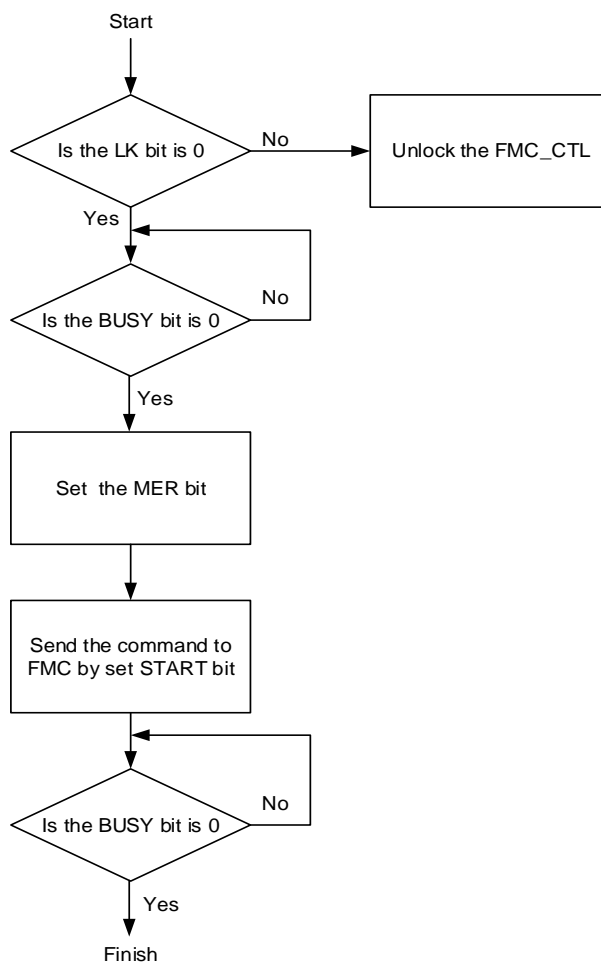 Start
Is the LK bit is 0
No
Unlock the FMC_CTL
Yes
No
Is the BUSY bit is 0
Yes
Set the MER bit
Send the command to
FMC by set START bit
No
Is the BUSY bit is 0
Yes
Finish